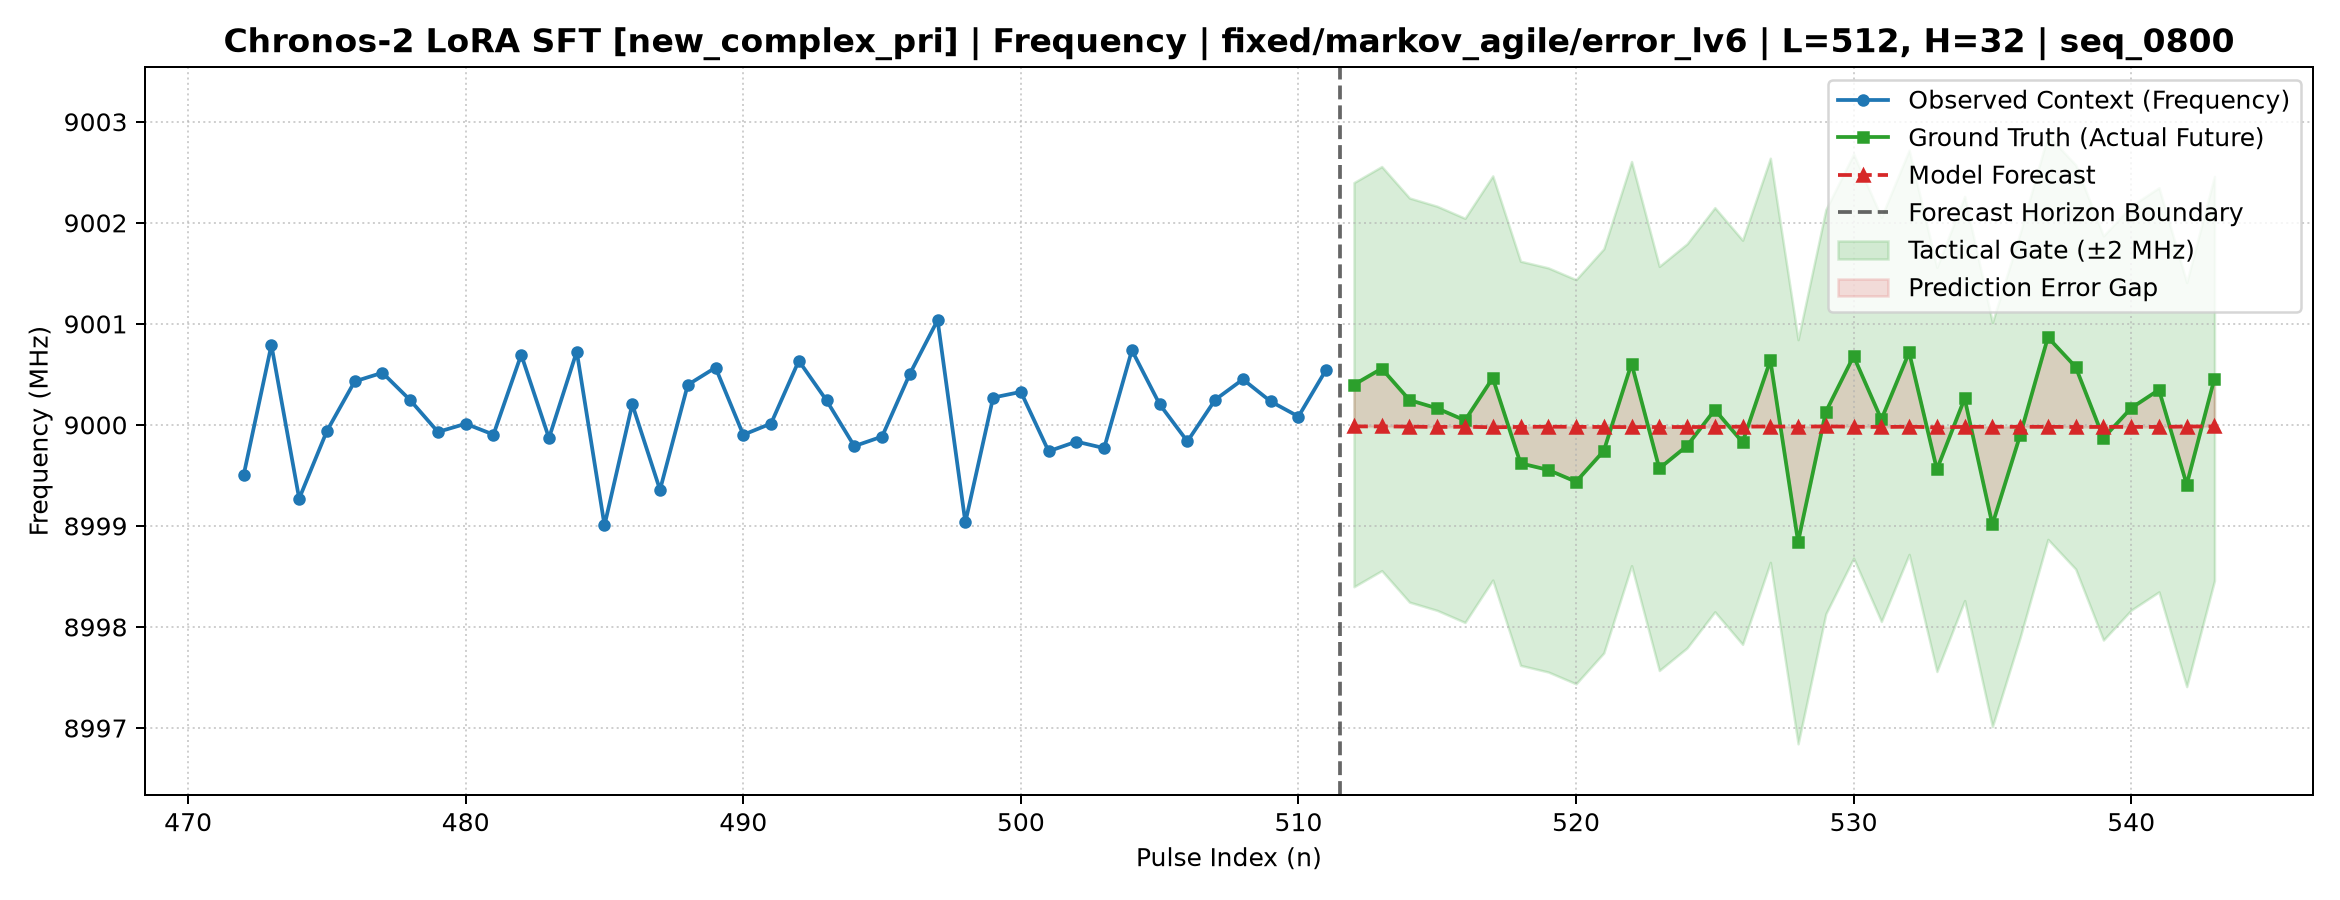 Chronos-2 LoRA SFT [new_complex_pri] | Frequency | fixed/markov_agile/error_lv6 | L=512, H=32 | seq_0800
Observed Context (Frequency)
Ground Truth (Actual Future)
Model Forecast
Forecast Horizon Boundary
Tactical Gate (±2 MHz)
Prediction Error Gap
Frequency (MHz)
9003
9002
9001
9000
8999
8998
8997
470 480 490 500 510 520 530 540
Pulse Index (n)